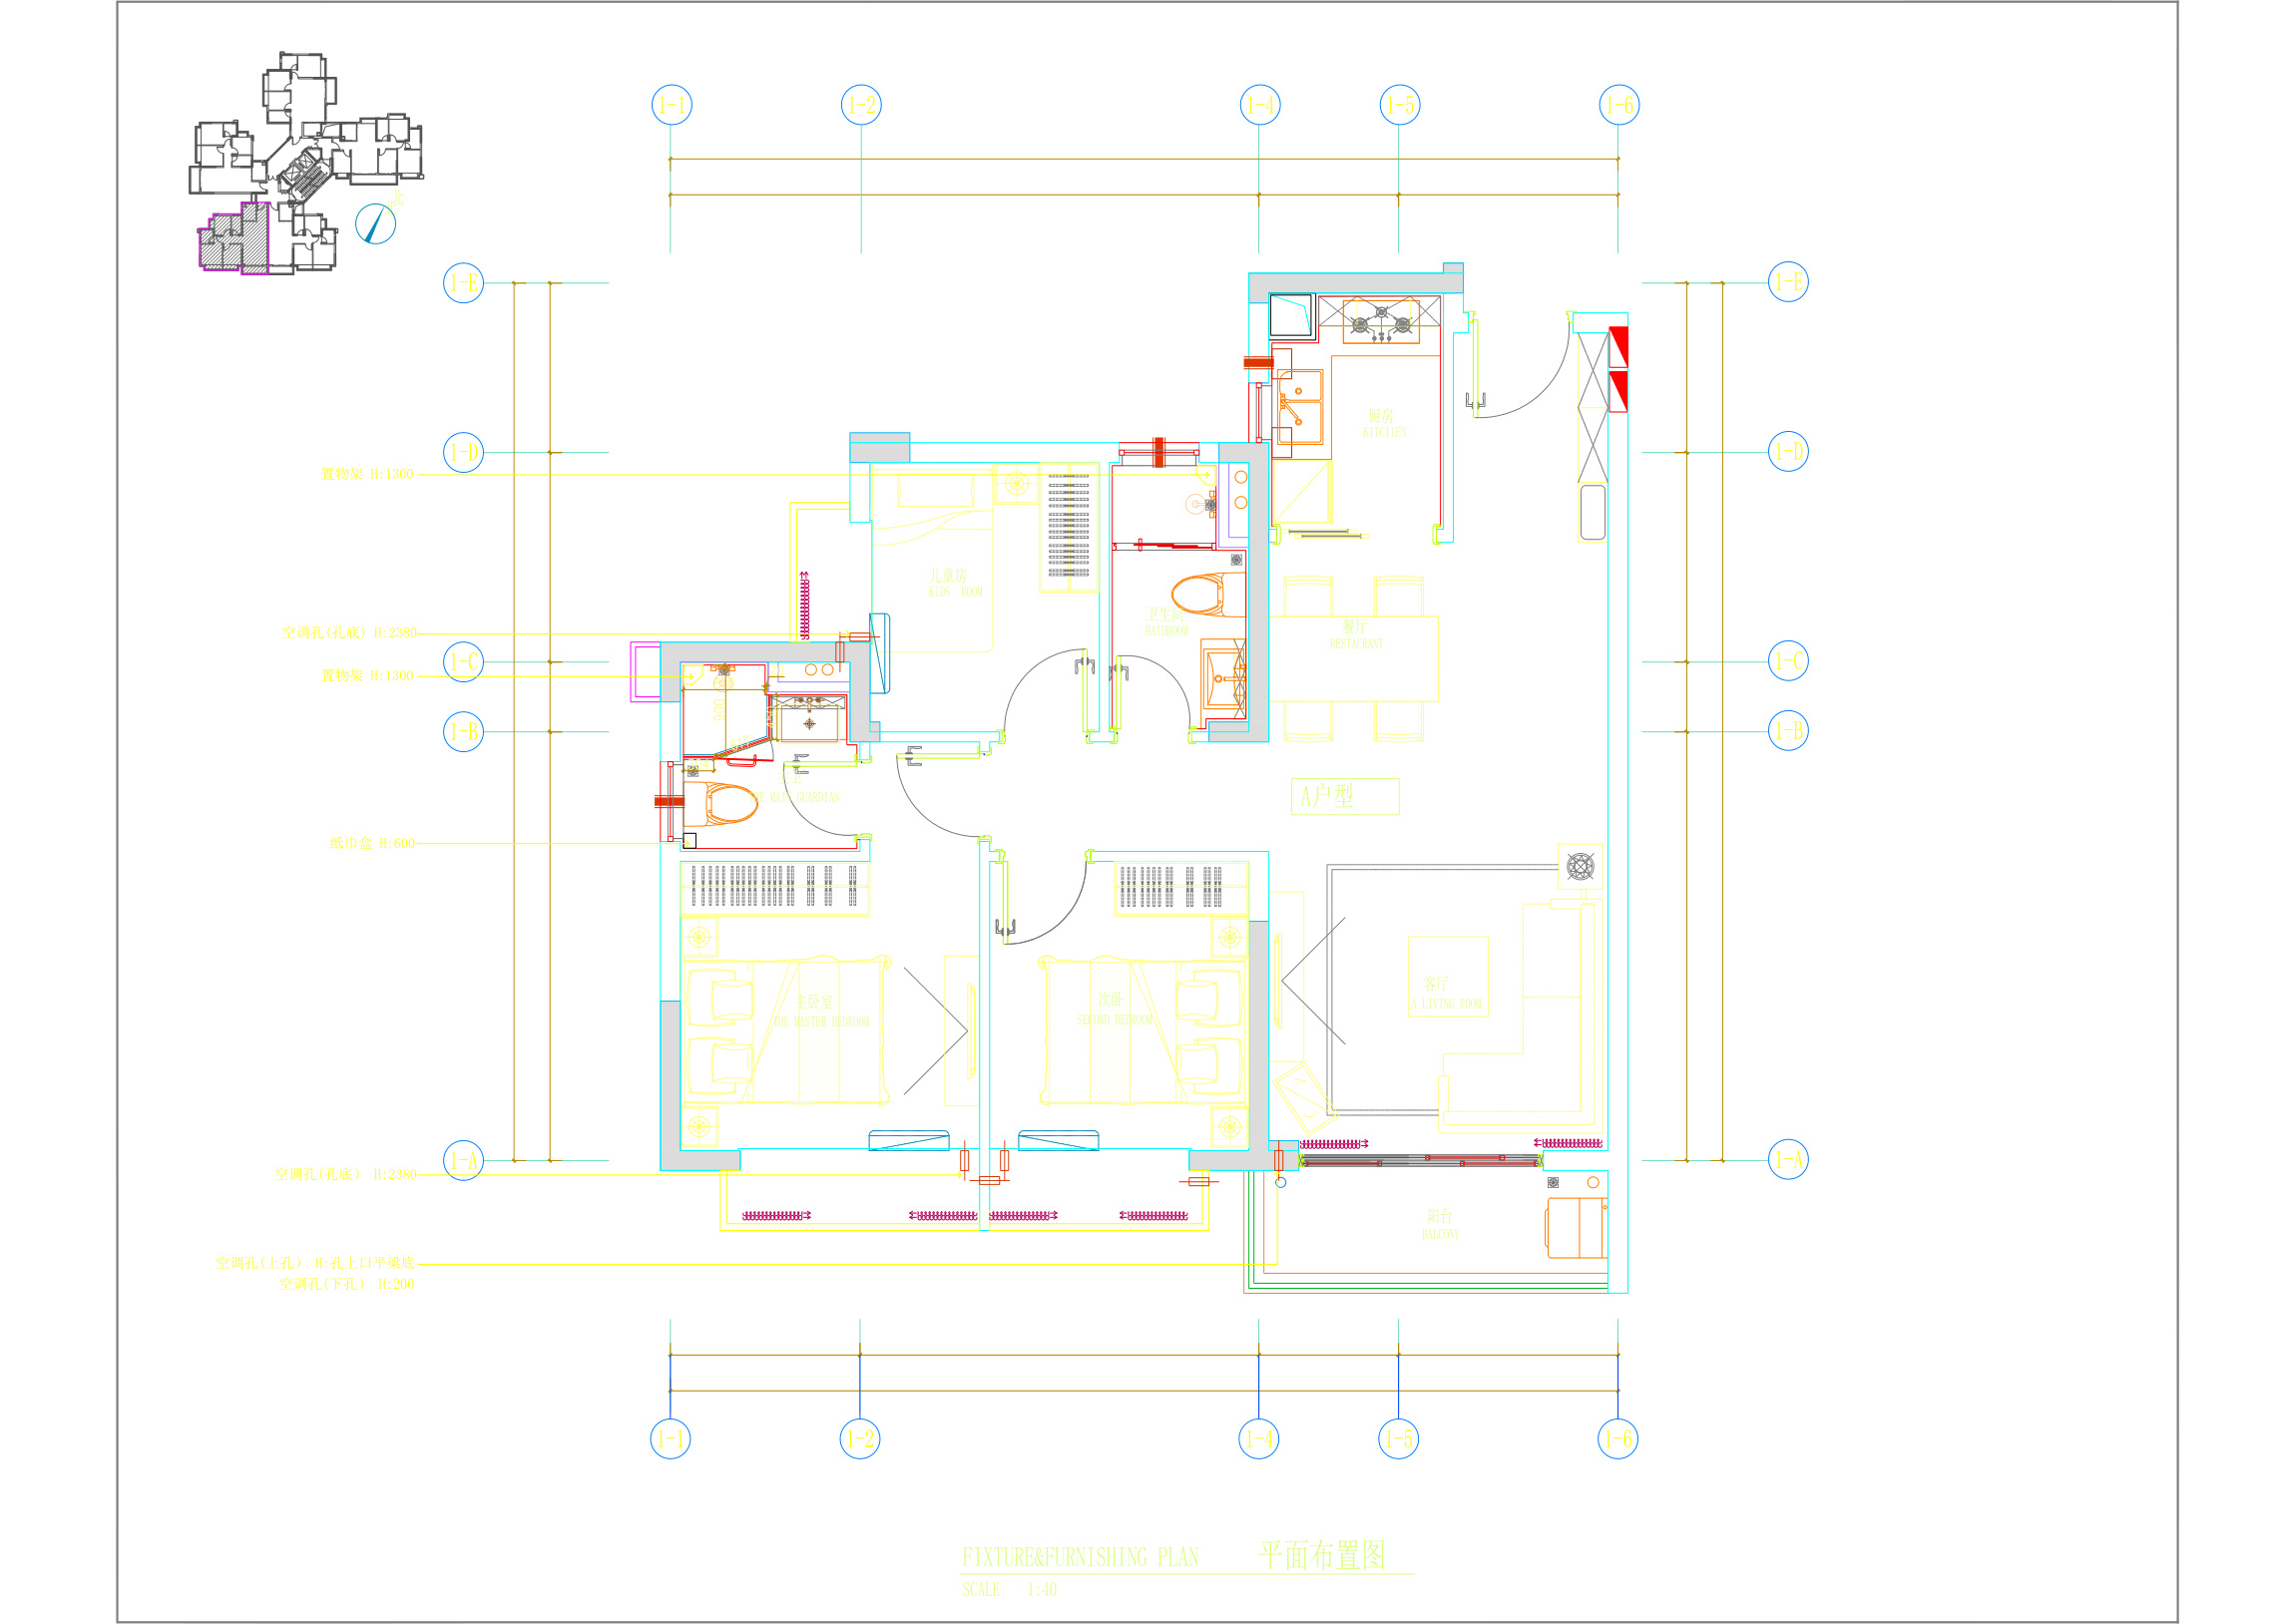 1-1
1-2
1-4
1-5
1-6
北
1-E
1-E
厨房
KITCHEN
1-D
1-D
置物架 H:1300
儿童房
KIDS ROOM
卫生间
BATHROOM
餐厅
RESTAURANT
空调孔(孔底) H:2380
1-C
1-C
置物架 H:1300
900
1-B
1-B
A户型
GUARDIAN
纸巾盒 H:600
主卧室
THE MASTER BEDROOM
次卧
SECOND BEDROOM
客厅
A LIVING ROOM
1-A
1-A
空调孔(孔底) H:2380
阳台
BALCONY
空调孔(上孔) H:孔上口平梁底
空调孔(下孔) H:200
1-1
1-2
1-4
1-5
1-6
FIXTURE&FURNISHING PLAN 平面布置图
SCALE 1:40